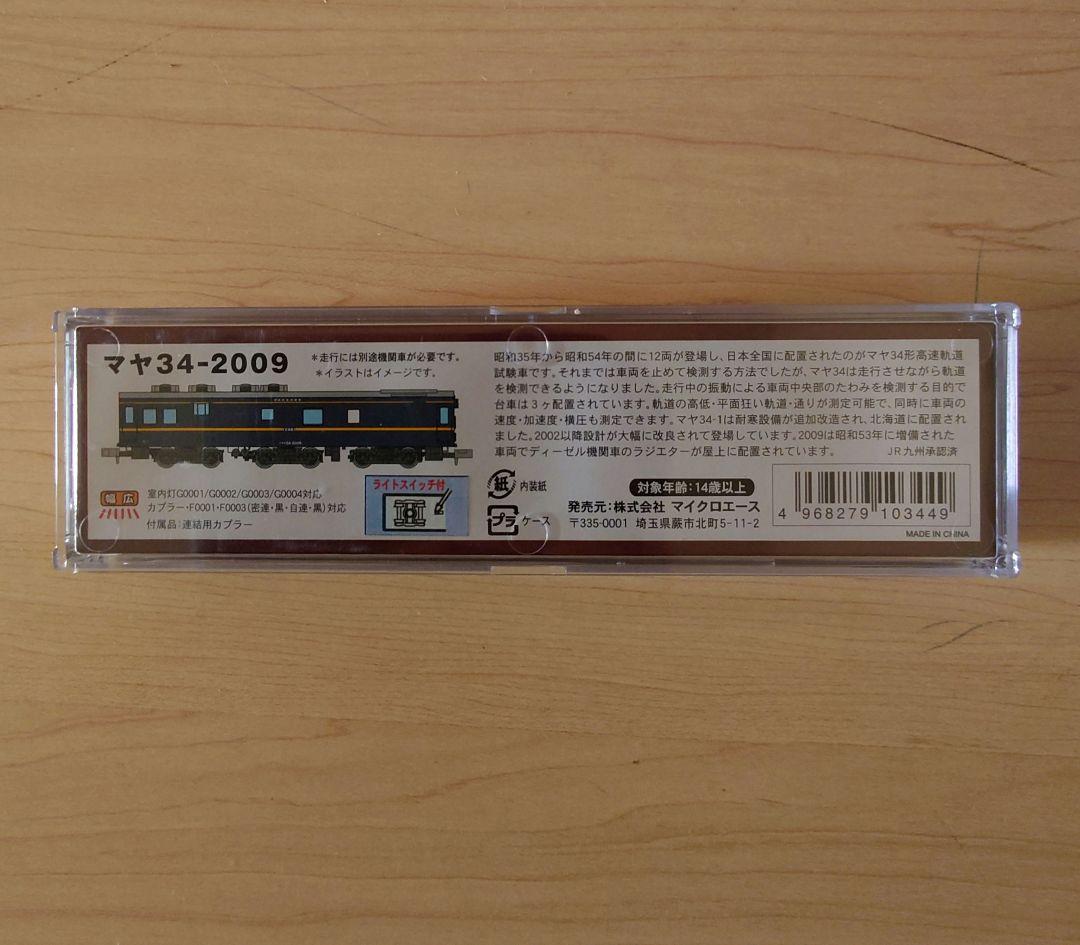 マヤ34-2009
＊走行には別途機関車が必要です。
＊イラストはイメージです。
幅広
室内灯G0001/G0002/G0003/G0004対応
カプラー・F0001・F0003(密連・黒・自連・黒)対応
付属品：連結用カプラー
ライトスイッチ付
昭和35年から昭和54年の間に12両が登場し、日本全国に配置されたのがマヤ34形高速軌道
試験車です。それまでは車両を止めて検測する方法でしたが、マヤ34は走行させながら軌道
を検測できるようになりました。走行中の振動による車両中央部のたわみを検測する目的で
台車は3ヶ配置されています。軌道の高低・平面狂い軌道・通りが測定可能で、同時に車両の
速度・加速度・横圧も測定できます。マヤ34-1は耐寒設備が追加改造され、北海道に配置され
ました。2002以降設計が大幅に改良されて登場しています。2009は昭和53年に増備された
車両でディーゼル機関車のラジエターが屋上に配置されています。
JR九州承認済
紙 内装紙
プラ ケース
対象年齢：14歳以上
発売元：株式会社 マイクロエース
〒335-0001 埼玉県蕨市北町5-11-2
4 968279 103449
MADE IN CHINA